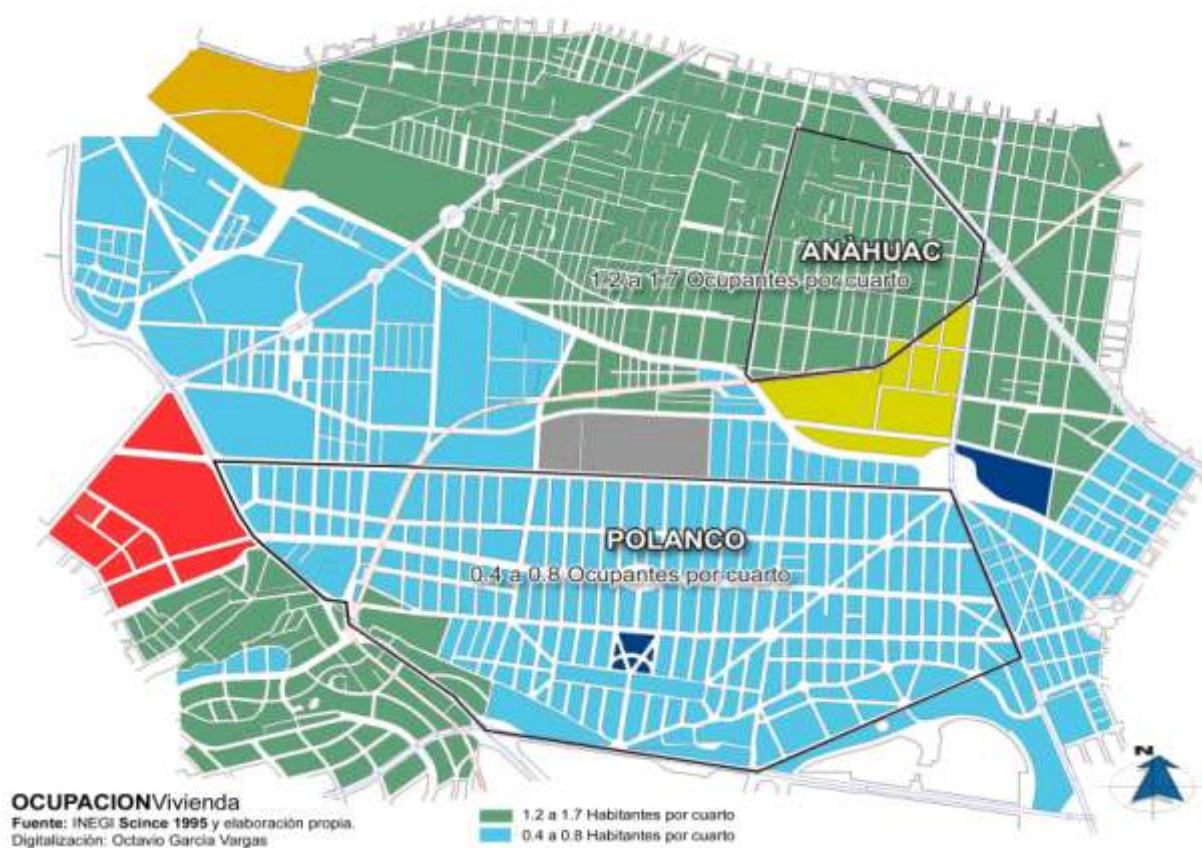 ANÀHUAC
1.2 a 1.7 Ocupantes por cuarto
POLANCO
0.4 a 0.8 Ocupantes por cuarto
N
OCUPACIONVivienda
Fuente: INEGI Scince 1995 y elaboración propia.
Digitalización: Octavio García Vargas
1.2 a 1.7 Habitantes por cuarto
0.4 a 0.8 Habitantes por cuarto